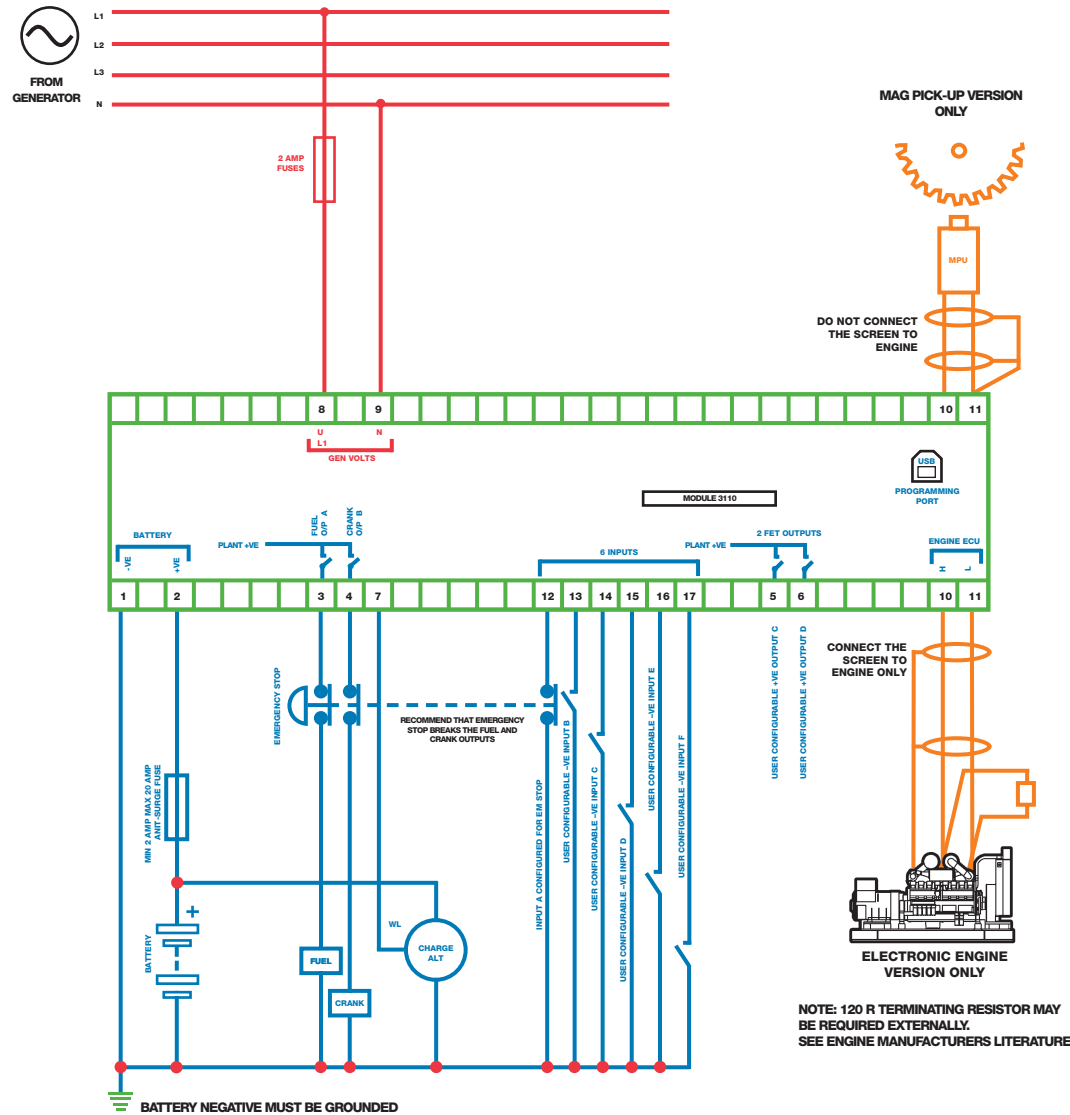 L1
L2
L3
N
FROM
GENERATOR
2 AMP
FUSES
MAG PICK-UP VERSION
ONLY
MPU
DO NOT CONNECT
THE SCREEN TO
ENGINE
8
9
10
11
U
L1
N
GEN VOLTS
USB
PROGRAMMING
PORT
MODULE 3110
BATTERY
-VE
+VE
PLANT +VE
FUEL
O/P A
CRANK
O/P B
6 INPUTS
PLANT +VE
2 FET OUTPUTS
ENGINE ECU
H
L
1
2
3
4
7
12
13
14
15
16
17
5
6
10
11
EMERGENCY STOP
RECOMMEND THAT EMERGENCY
STOP BREAKS THE FUEL AND
CRANK OUTPUTS
MIN 2 AMP MAX 20 AMP
ANIT-SURGE FUSE
+
BATTERY
FUEL
CRANK
WL
CHARGE
ALT
INPUT A CONFIGURED FOR EM STOP
USER CONFIGURABLE –VE INPUT B
USER CONFIGURABLE –VE INPUT C
USER CONFIGURABLE –VE INPUT D
USER CONFIGURABLE –VE INPUT E
USER CONFIGURABLE –VE INPUT F
USER CONFIGURABLE +VE OUTPUT C
USER CONFIGURABLE +VE OUTPUT D
CONNECT THE
SCREEN TO
ENGINE ONLY
ELECTRONIC ENGINE
VERSION ONLY
NOTE: 120 R TERMINATING RESISTOR MAY
BE REQUIRED EXTERNALLY.
SEE ENGINE MANUFACTURERS LITERATURE
BATTERY NEGATIVE MUST BE GROUNDED